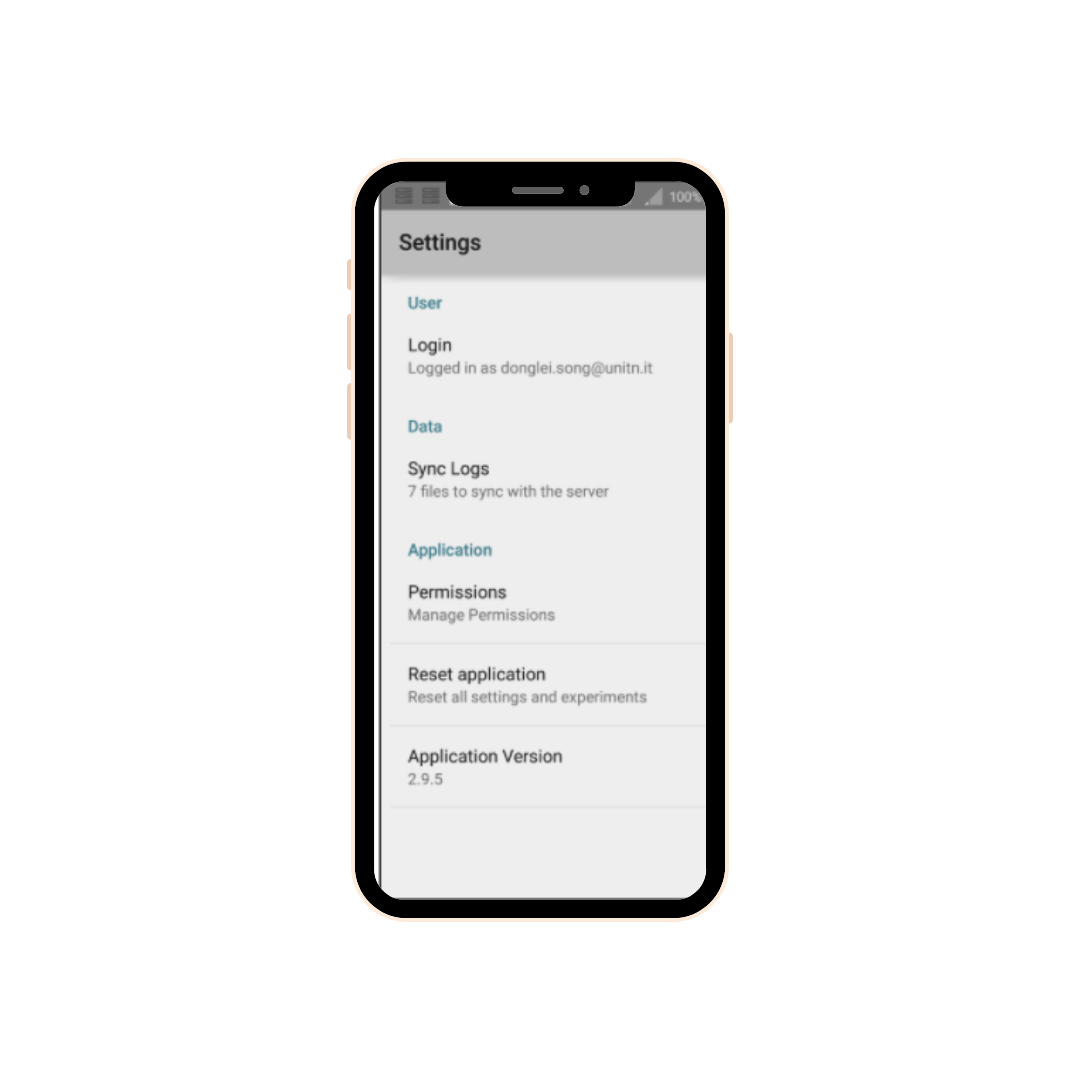 100%
Settings
User
Login
Logged in as donglei.song@unitn.it
Data
Sync Logs
7 files to sync with the server
Application
Permissions
Manage Permissions
Reset application
Reset all settings and experiments
Application Version
2.9.5